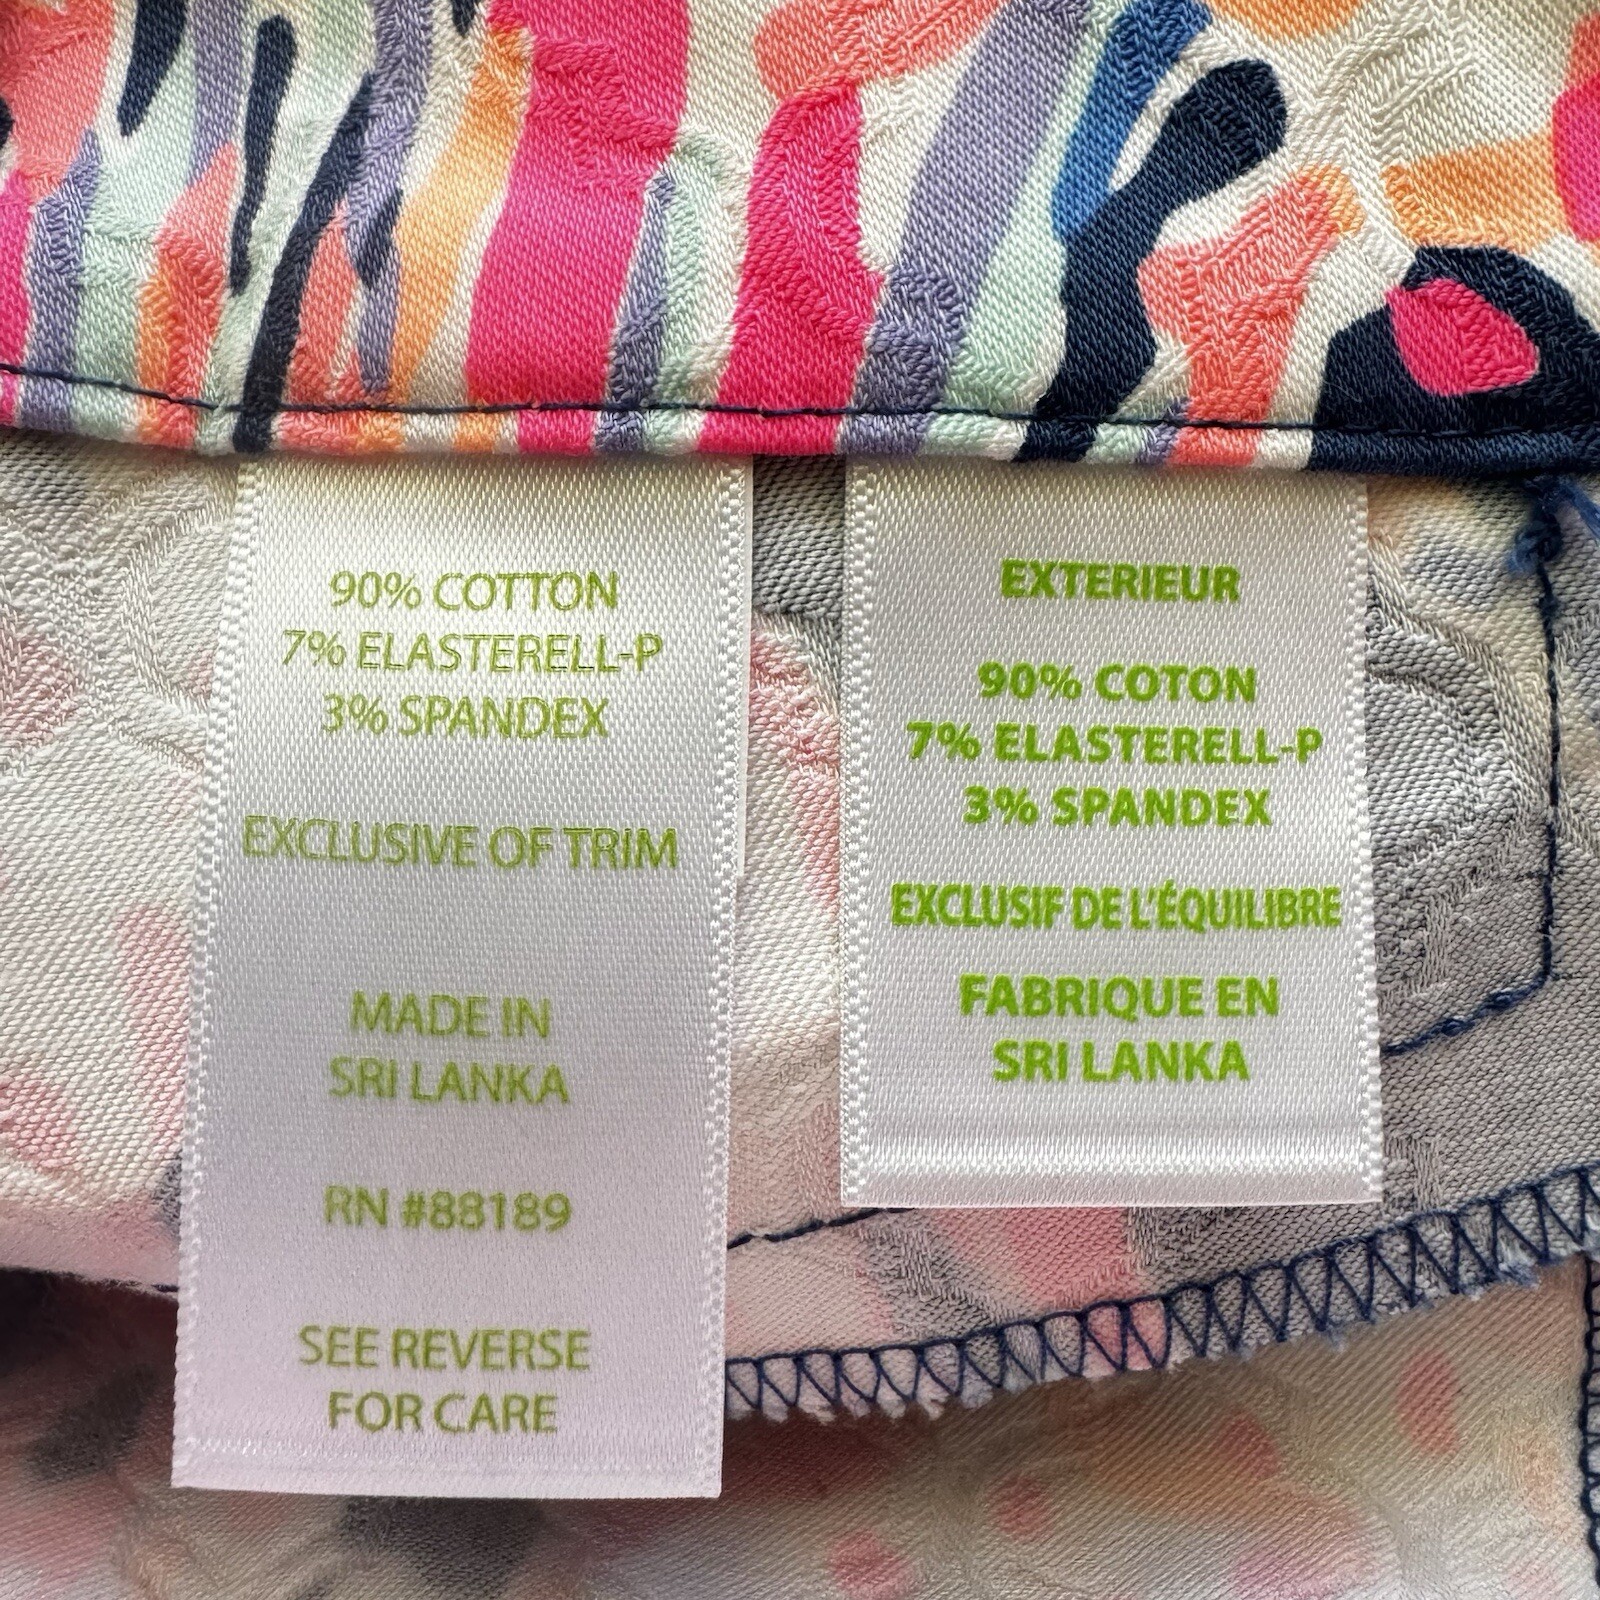 90% COTTON
7% ELASTERELL-P
3% SPANDEX
EXCLUSIVE OF TRIM
MADE IN
SRI LANKA
RN #88189
SEE REVERSE
FOR CARE
EXTERIEUR
90% COTON
7% ELASTERELL-P
3% SPANDEX
EXCLUSIF DE L'ÉQUILIBRE
FABRIQUE EN
SRI LANKA